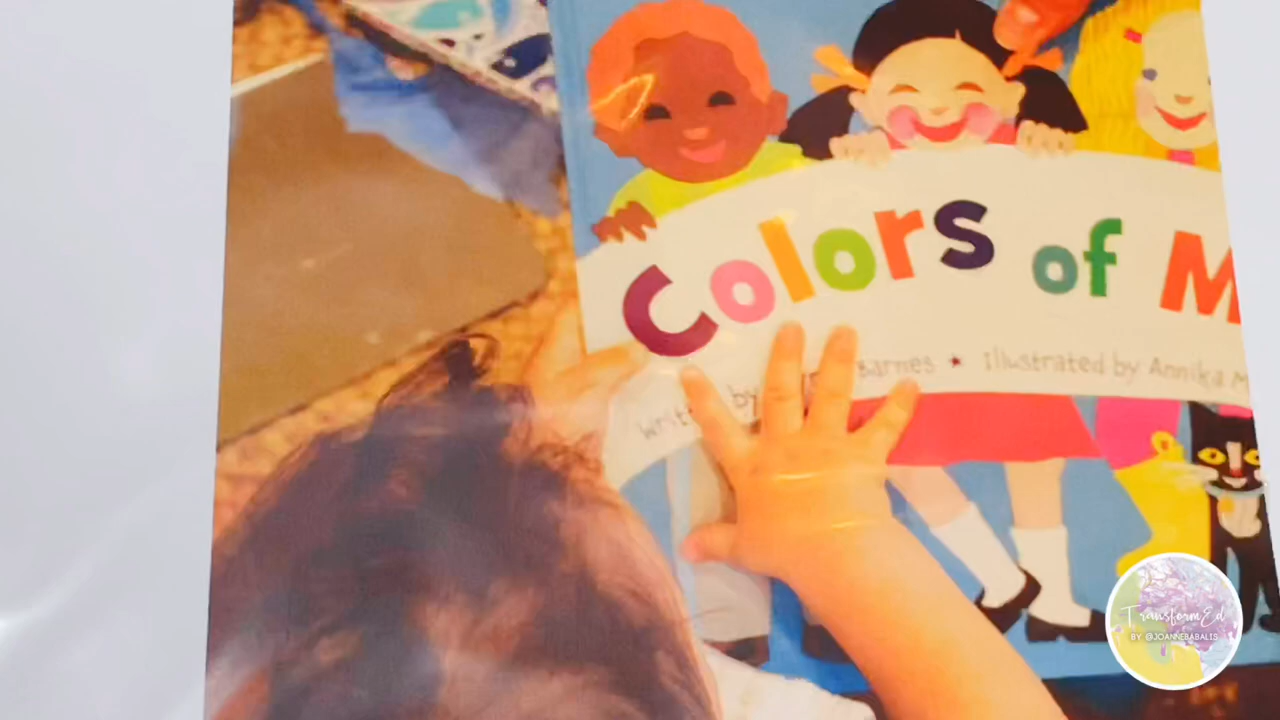 Colors of M
Barnes ★ Illustrated by Annika M
by
TransformEd
BY @JOANNEBABALIS